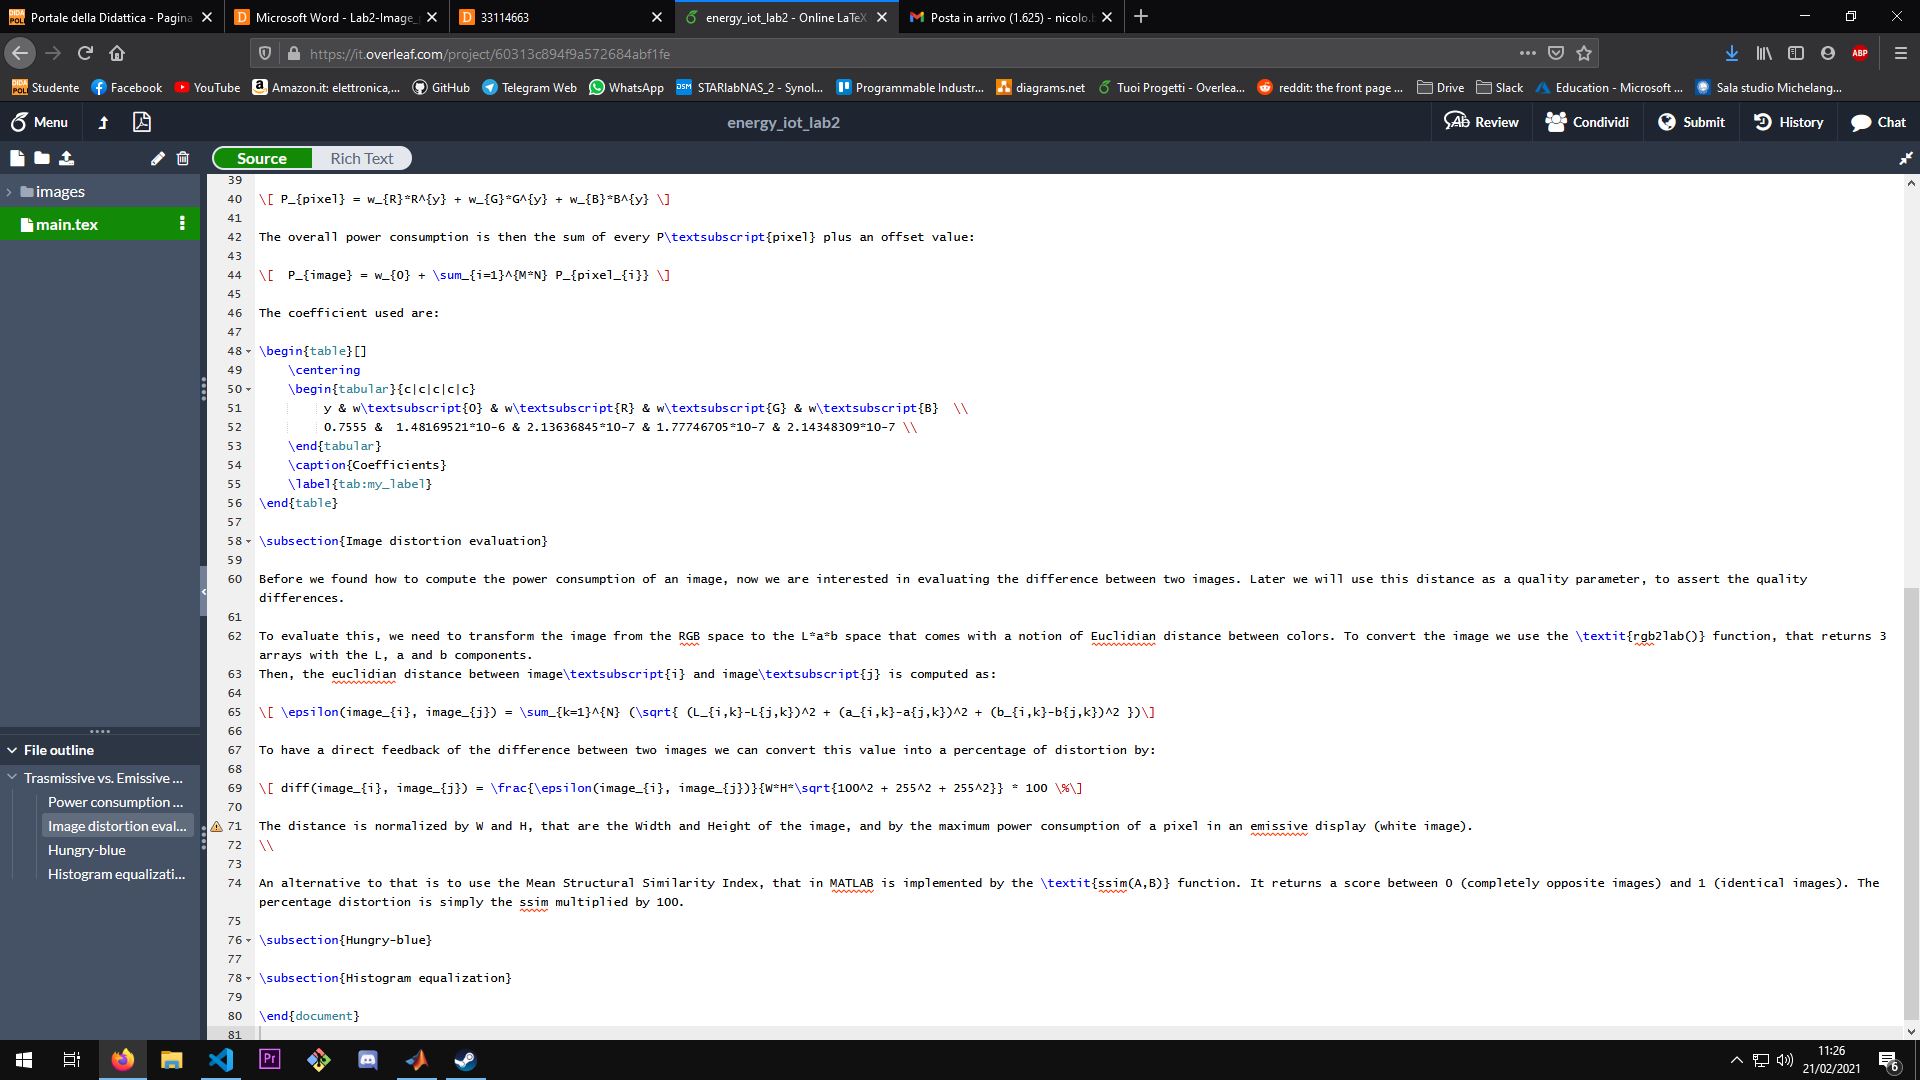 Portale della Didattica - Pagina
Microsoft Word - Lab2-Image_
33114663
energy_iot_lab2 - Online LaTeX
Posta in arrivo (1.625) - nicolo.b
https://it.overleaf.com/project/60313c894f9a572684abf1fe
ABP
Studente
Facebook
YouTube
Amazon.it: elettronica,...
GitHub
Telegram Web
WhatsApp
DSM
STARlabNAS_2 - Synol...
Programmable Industr...
diagrams.net
Tuoi Progetti - Overlea...
reddit: the front page ...
Drive
Slack
Education - Microsoft ...
Sala studio Michelang...
Menu
energy_iot_lab2
Review
Condividi
Submit
History
Chat
Source
Rich Text
images
main.tex
39
40 \[ P_{pixel} = w_{R}*R^{y} + w_{G}*G^{y} + w_{B}*B^{y} \]
41
42 The overall power consumption is then the sum of every P\textsubscript{pixel} plus an offset value:
43
44 \[  P_{image} = w_{O} + \sum_{i=1}^{M*N} P_{pixel_{i}} \]
45
46 The coefficient used are:
47
48 \begin{table}[]
49 \centering
50 \begin{tabular}{c|c|c|c|c}
51 y & w\textsubscript{O} & w\textsubscript{R} & w\textsubscript{G} & w\textsubscript{B}  \\
52 0.7555 &  1.48169521*10-6 & 2.13636845*10-7 & 1.77746705*10-7 & 2.14348309*10-7 \\
53 \end{tabular}
54 \caption{Coefficients}
55 \label{tab:my_label}
56 \end{table}
57
58 \subsection{Image distortion evaluation}
59
60 Before we found how to compute the power consumption of an image, now we are interested in evaluating the difference between two images. Later we will use this distance as a quality parameter, to assert the quality
differences.
61
62 To evaluate this, we need to transform the image from the RGB space to the L*a*b space that comes with a notion of Euclidian distance between colors. To convert the image we use the \textit{rgb2lab()} function, that returns 3
arrays with the L, a and b components.
63 Then, the euclidian distance between image\textsubscript{i} and image\textsubscript{j} is computed as:
64
65 \[ \epsilon(image_{i}, image_{j}) = \sum_{k=1}^{N} (\sqrt{ (L_{i,k}-L{j,k})^2 + (a_{i,k}-a{j,k})^2 + (b_{i,k}-b{j,k})^2 })\]
66
67 To have a direct feedback of the difference between two images we can convert this value into a percentage of distortion by:
68
69 \[ diff(image_{i}, image_{j}) = \frac{\epsilon(image_{i}, image_{j})}{W*H*\sqrt{100^2 + 255^2 + 255^2}} * 100 \%\]
70
71 The distance is normalized by W and H, that are the Width and Height of the image, and by the maximum power consumption of a pixel in an emissive display (white image).
72 \\
73
74 An alternative to that is to use the Mean Structural Similarity Index, that in MATLAB is implemented by the \textit{ssim(A,B)} function. It returns a score between 0 (completely opposite images) and 1 (identical images). The
percentage distortion is simply the ssim multiplied by 100.
75
76 \subsection{Hungry-blue}
77
78 \subsection{Histogram equalization}
79
80 \end{document}
81
File outline
Trasmissive vs. Emissive ...
Power consumption ...
Image distortion eval...
Hungry-blue
Histogram equalizati...
Pr
11:26
21/02/2021
6